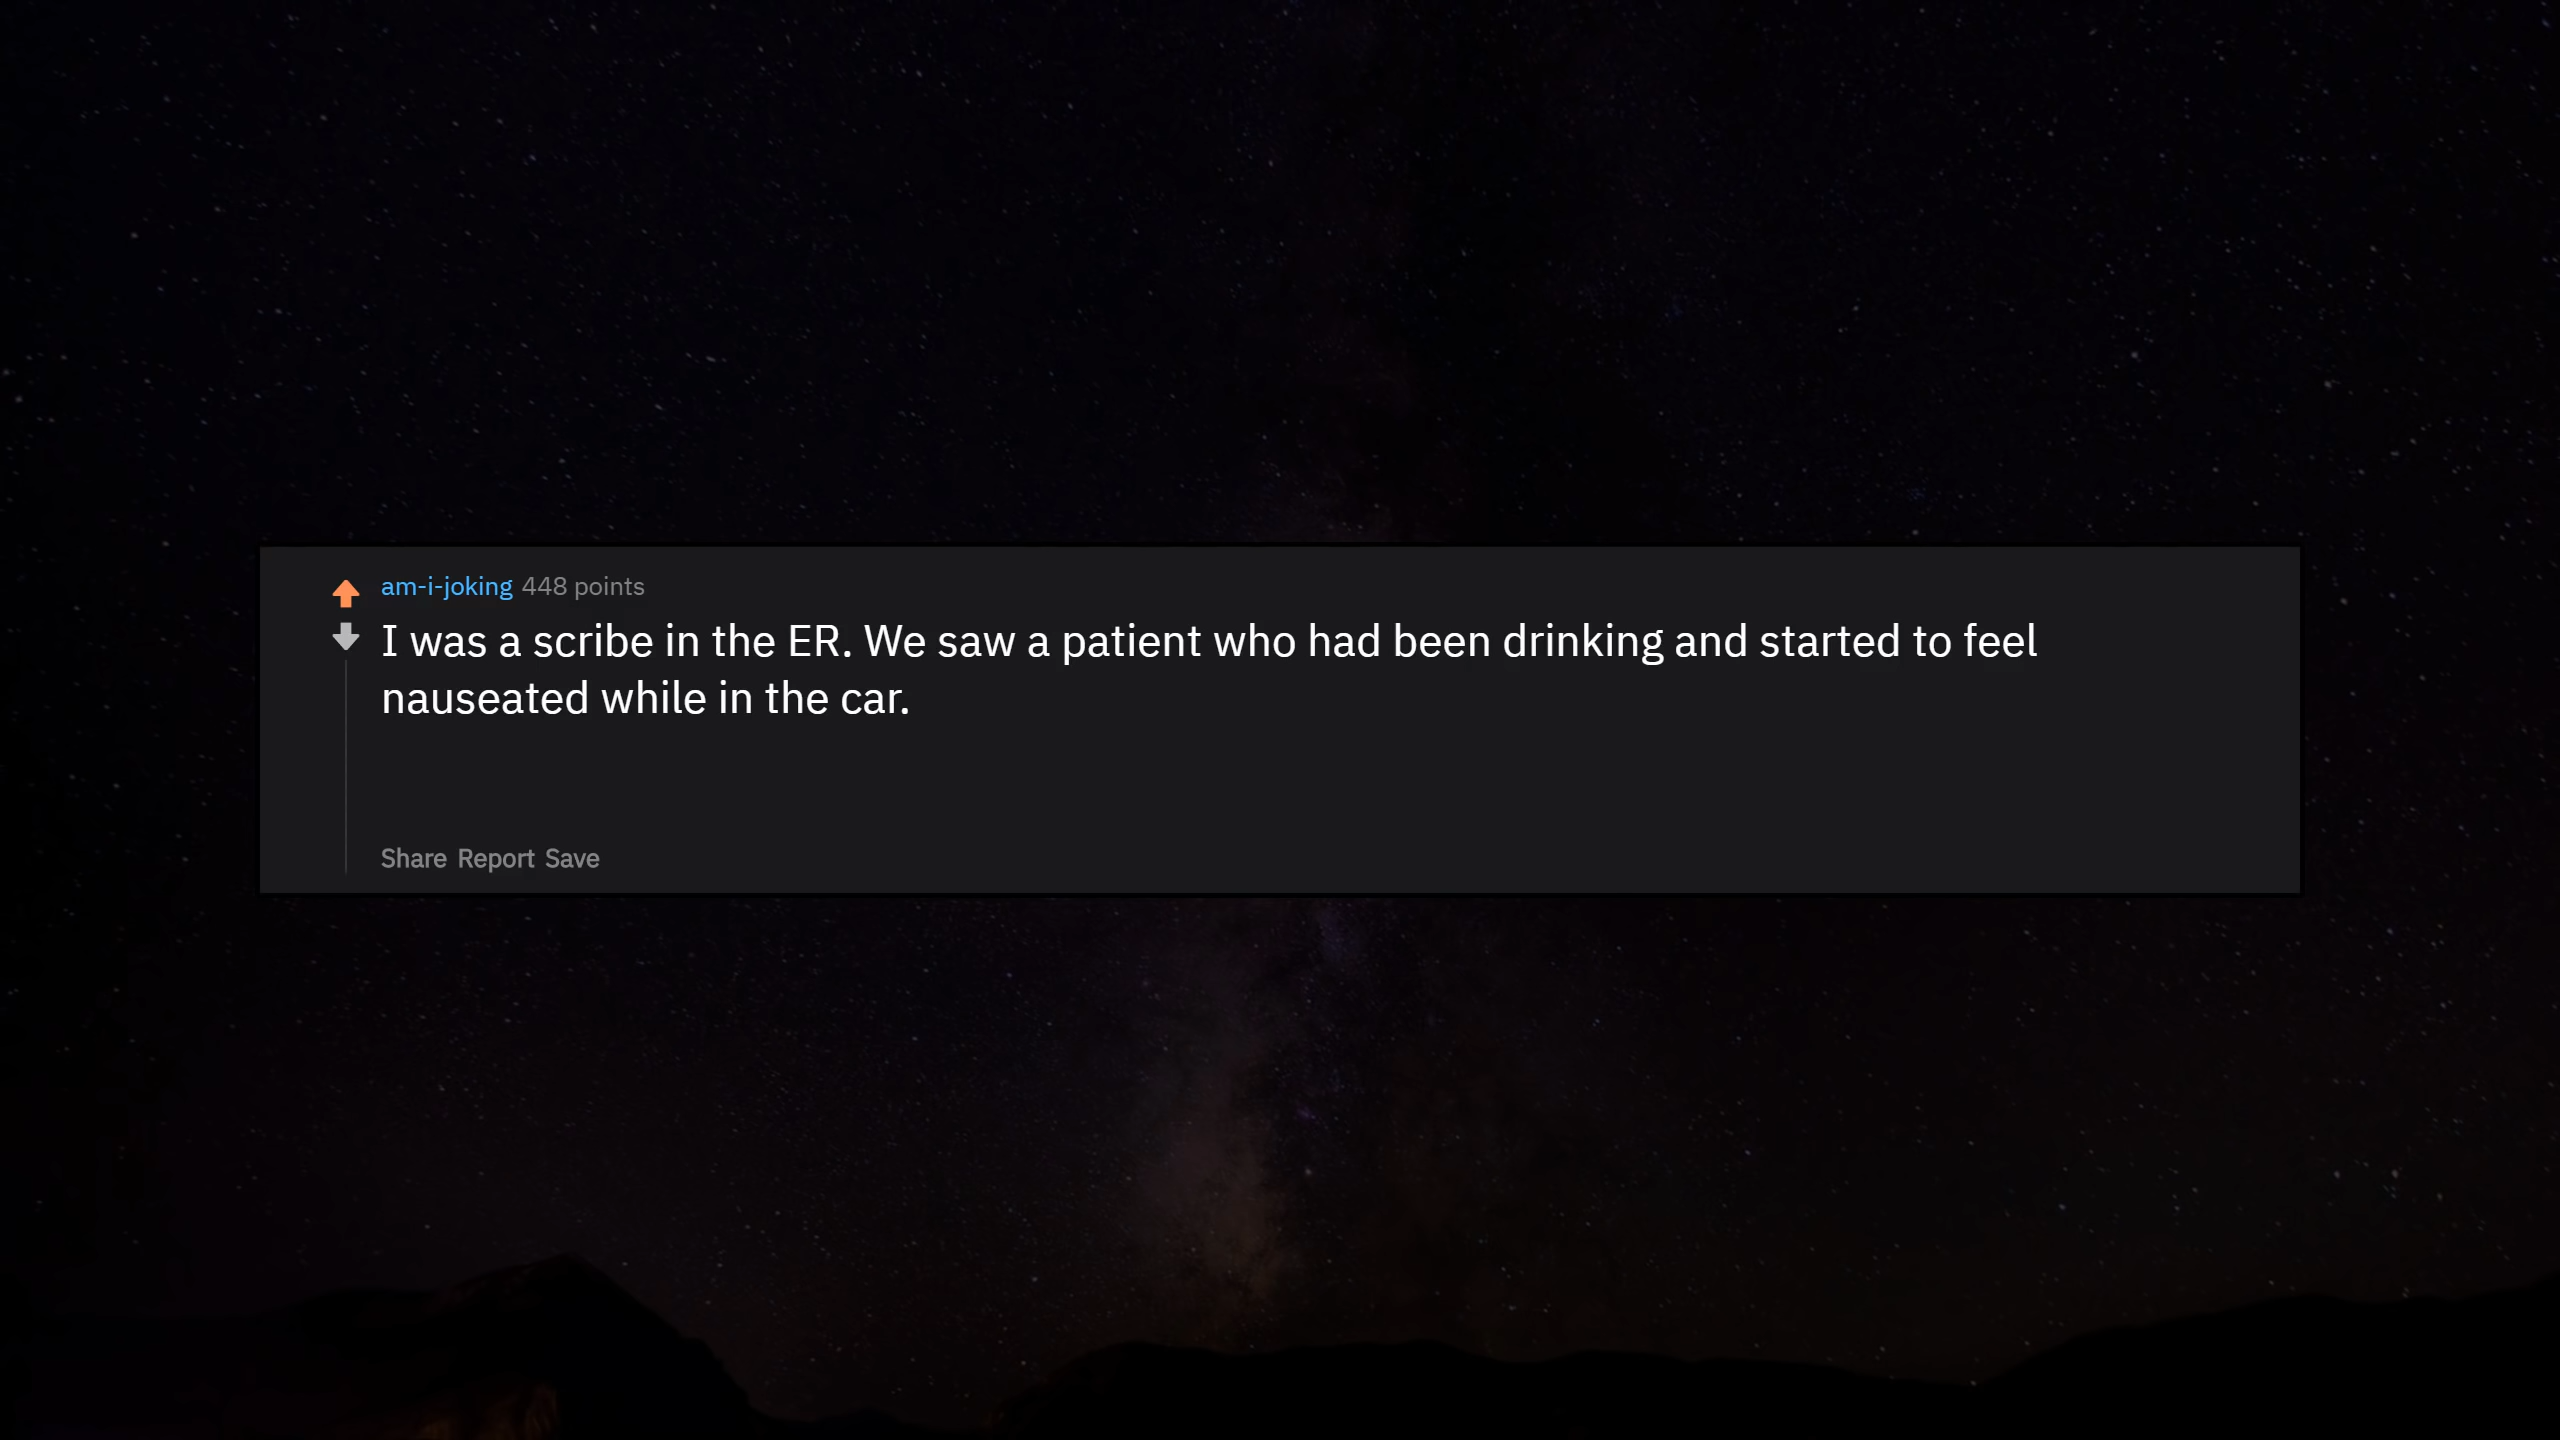 am-i-joking 448 points
I was a scribe in the ER. We saw a patient who had been drinking and started to feel
nauseated while in the car.
Share Report Save